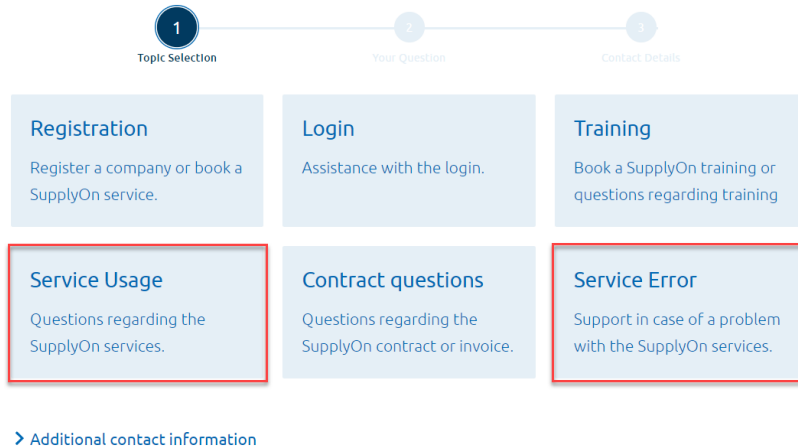 1
2
3
Topic Selection
Your Question
Contact Details
Registration
Register a company or book a
SupplyOn service.
Login
Assistance with the login.
Training
Book a SupplyOn training or
questions regarding training
Service Usage
Questions regarding the
SupplyOn services.
Contract questions
Questions regarding the
SupplyOn contract or invoice.
Service Error
Support in case of a problem
with the SupplyOn services.
Additional contact information